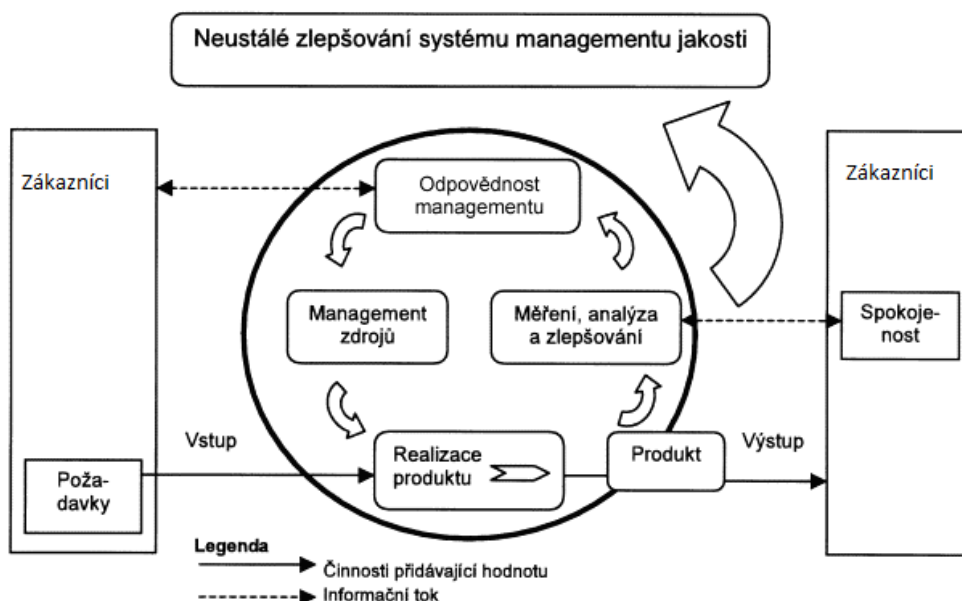 Neustálé zlepšování systému managementu jakosti
Zákazníci
Zákazníci
Odpovědnost
managementu
Management
zdrojů
Měření, analýza
a zlepšování
Spokoje-
nost
Vstup
Realizace
produktu
Produkt
Výstup
Poža-
davky
Legenda
Činnosti přidávající hodnotu
Informační tok